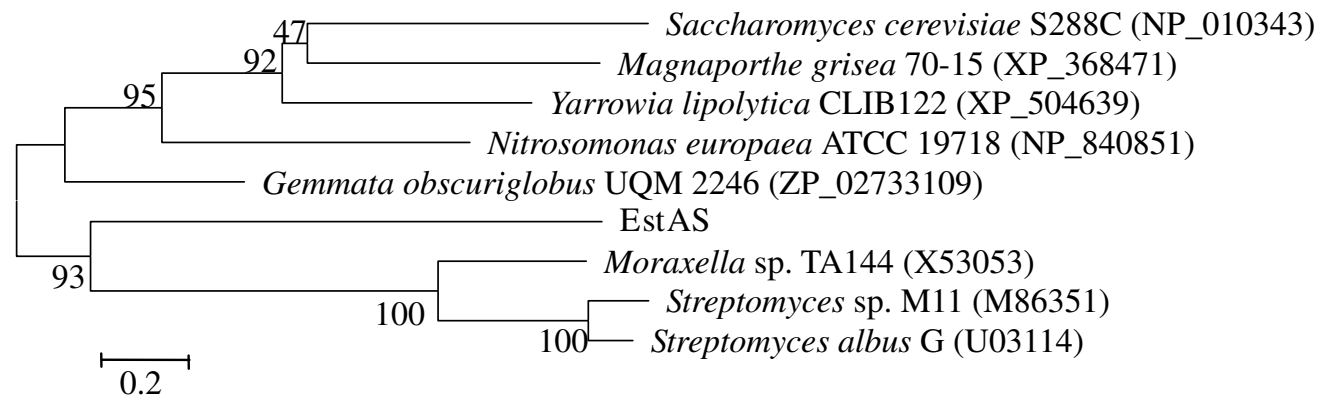 47
Saccharomyces cerevisiae S288C (NP_010343)
92
Magnaporthe grisea 70-15 (XP_368471)
95
Yarrowia lipolytica CLIB122 (XP_504639)
Nitrosomonas europaea ATCC 19718 (NP_840851)
Gemmata obscuriglobus UQM 2246 (ZP_02733109)
EstAS
93
Moraxella sp. TA144 (X53053)
100
Streptomyces sp. M11 (M86351)
100
Streptomyces albus G (U03114)
0.2